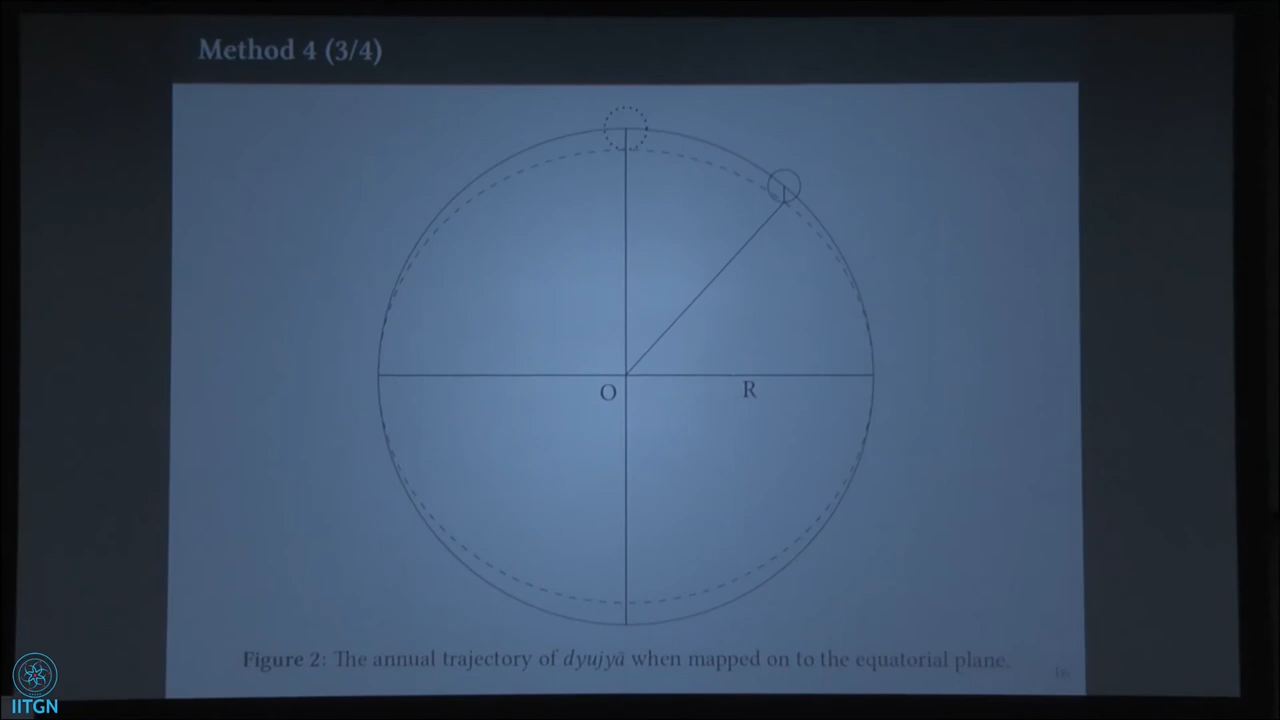 Method 4 (3/4)
O
R
Figure 2: The annual trajectory of dyujyā when mapped on to the equatorial plane.
16
IITGN